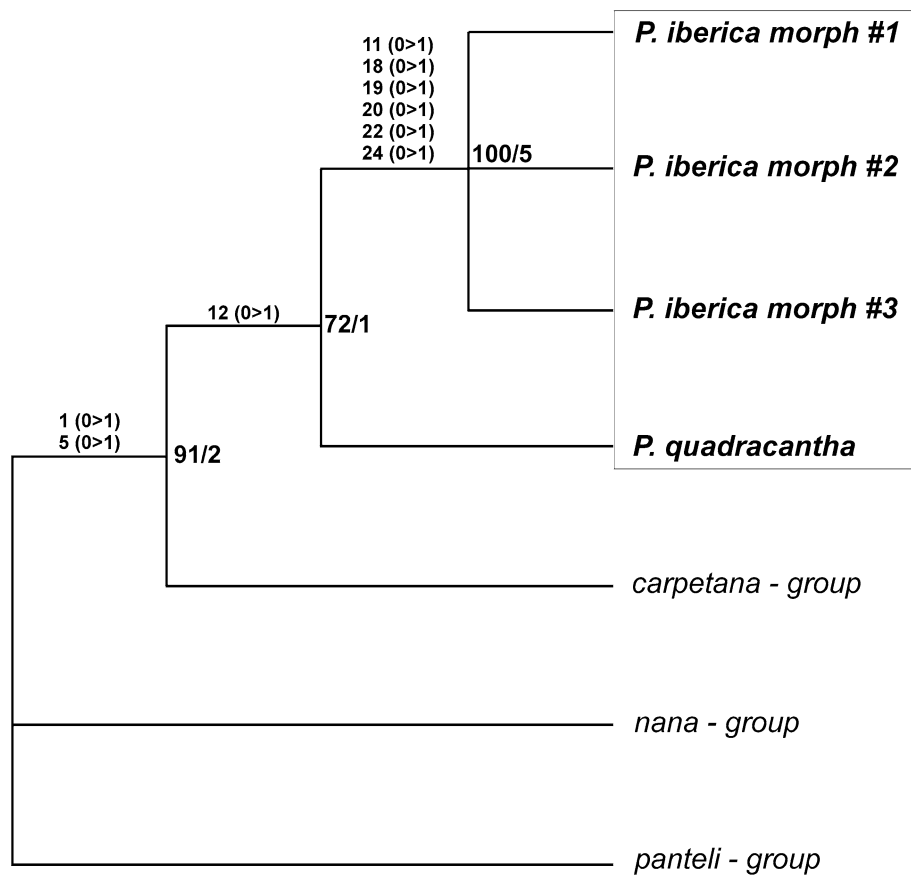 P. iberica morph #1
11 (0>1)
18 (0>1)
19 (0>1)
20 (0>1)
22 (0>1)
24 (0>1)
100/5
P. iberica morph #2
P. iberica morph #3
12 (0>1)
72/1
1 (0>1)
5 (0>1)
91/2
P. quadracantha
carpetana - group
nana - group
panteli - group